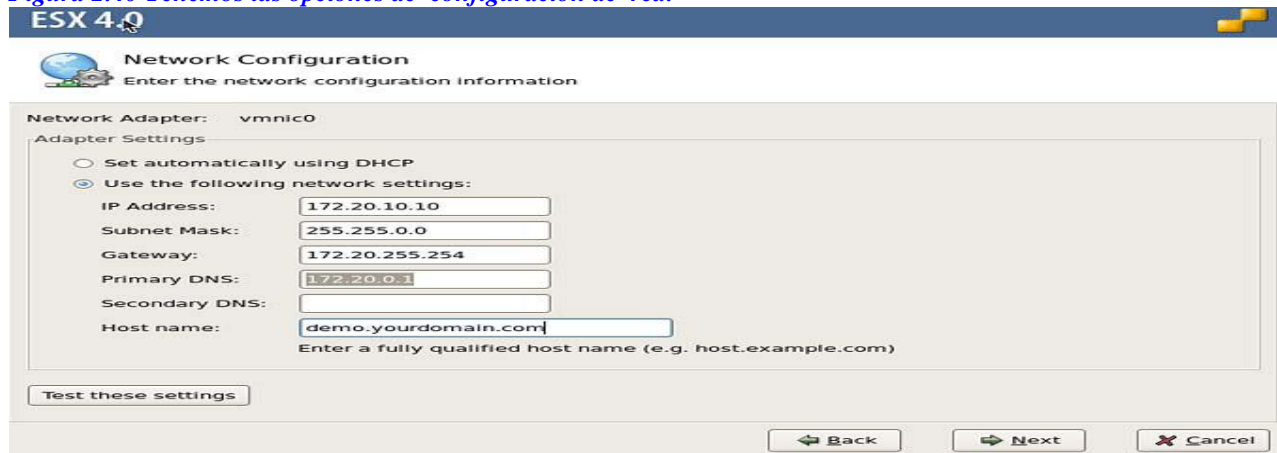 ESX 4.0
Network Configuration
Enter the network configuration information
Network Adapter: vmnic0
Adapter Settings
Set automatically using DHCP
Use the following network settings:
IP Address: 172.20.10.10
Subnet Mask: 255.255.0.0
Gateway: 172.20.255.254
Primary DNS: 172.20.0.1
Secondary DNS:
Host name: demo.yourdomain.com
Enter a fully qualified host name (e.g. host.example.com)
Test these settings
Back Next Cancel